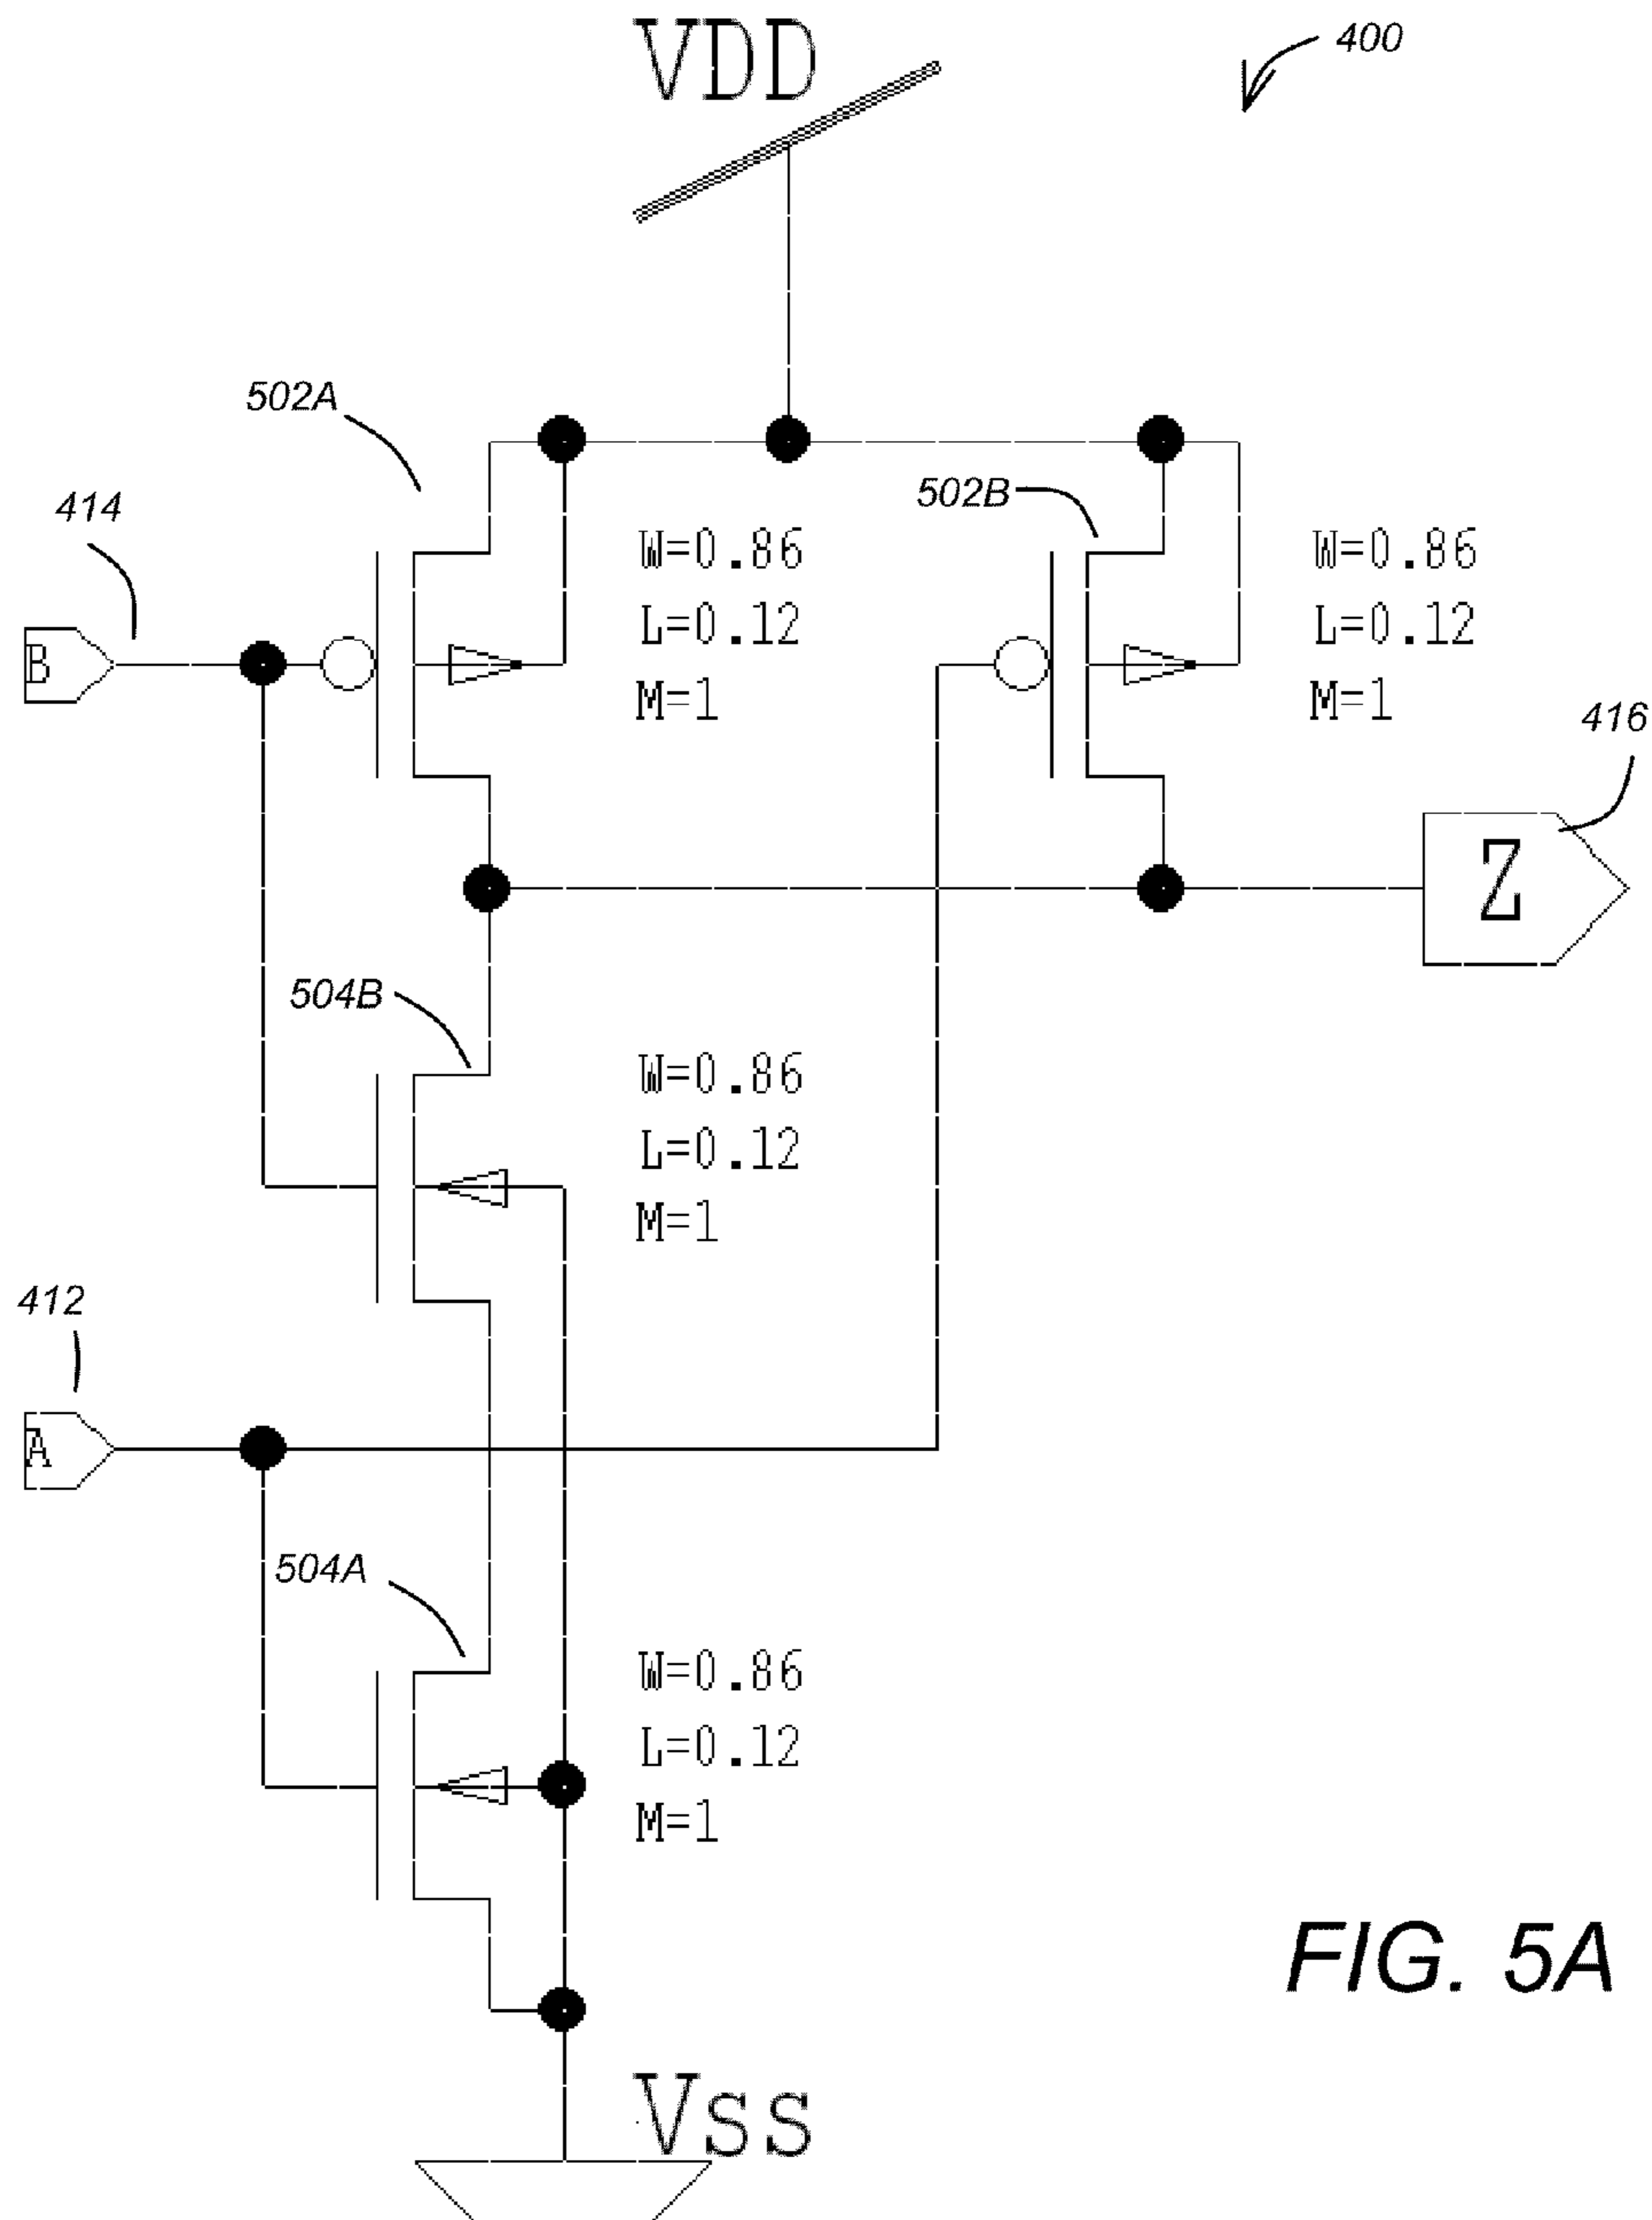 VDD
400
502A
502B
414
W=0.86
L=0.12
M=1
W=0.86
L=0.12
M=1
B
416
Z
504B
W=0.86
L=0.12
M=1
412
A
504A
W=0.86
L=0.12
M=1
FIG. 5A
VSS